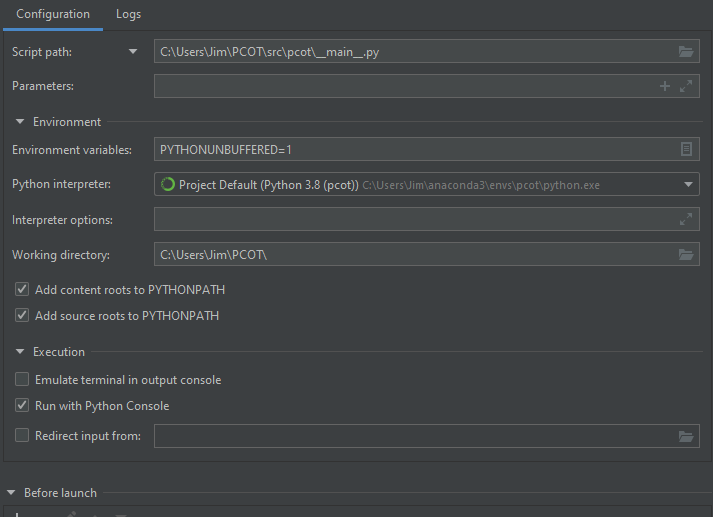 Configuration Logs
Script path: C:\Users\Jim\PCOT\src\pcot\__main__.py
Parameters:
Environment
Environment variables: PYTHONUNBUFFERED=1
Python interpreter: Project Default (Python 3.8 (pcot)) C:\Users\Jim\anaconda3\envs\pcot\python.exe
Interpreter options:
Working directory: C:\Users\Jim\PCOT\
Add content roots to PYTHONPATH
Add source roots to PYTHONPATH
Execution
Emulate terminal in output console
Run with Python Console
Redirect input from:
Before launch